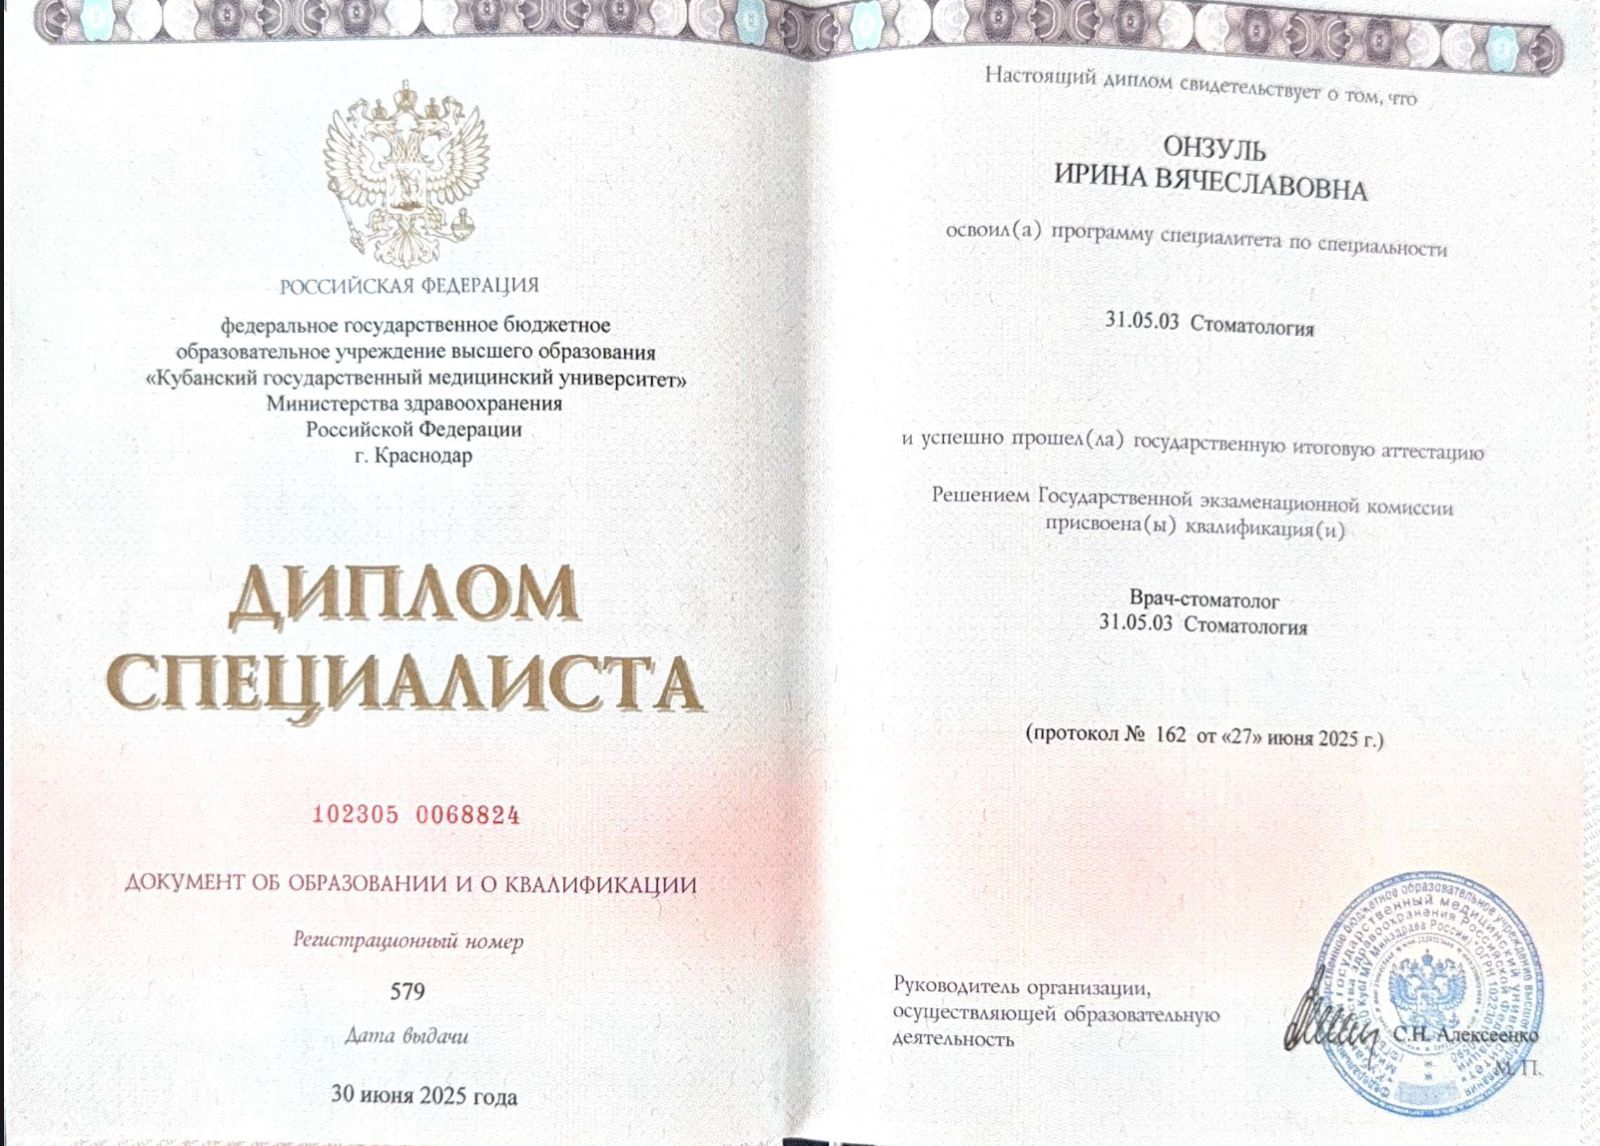 РОССИЙСКАЯ ФЕДЕРАЦИЯ
федеральное государственное бюджетное
образовательное учреждение высшего образования
«Кубанский государственный медицинский университет»
Министерства здравоохранения
Российской Федерации
г. Краснодар
ДИПЛОМ
СПЕЦИАЛИСТА
102305 0068824
ДОКУМЕНТ ОБ ОБРАЗОВАНИИ И О КВАЛИФИКАЦИИ
Регистрационный номер
579
Дата выдачи
30 июня 2025 года
Настоящий диплом свидетельствует о том, что
ОНЗУЛЬ
ИРИНА ВЯЧЕСЛАВОВНА
освоил(а) программу специалитета по специальности
31.05.03 Стоматология
и успешно прошел(ла) государственную итоговую аттестацию
Решением Государственной экзаменационной комиссии
присвоена(ы) квалификация(и)
Врач-стоматолог
31.05.03 Стоматология
(протокол № 162 от «27» июня 2025 г.)
Руководитель организации,
осуществляющей образовательную
деятельность
С.Н. Алексеенко
М.П.